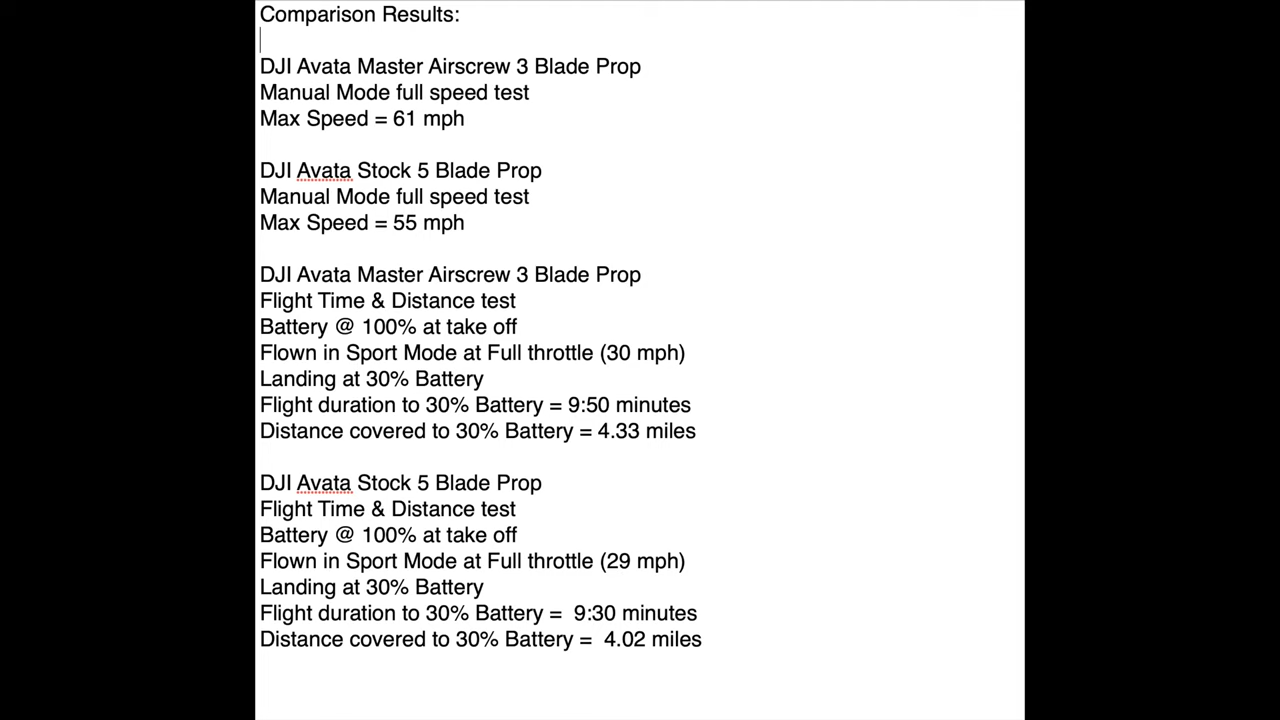 Comparison Results:
DJI Avata Master Airscrew 3 Blade Prop
Manual Mode full speed test
Max Speed = 61 mph
DJI Avata Stock 5 Blade Prop
Manual Mode full speed test
Max Speed = 55 mph
DJI Avata Master Airscrew 3 Blade Prop
Flight Time & Distance test
Battery @ 100% at take off
Flown in Sport Mode at Full throttle (30 mph)
Landing at 30% Battery
Flight duration to 30% Battery = 9:50 minutes
Distance covered to 30% Battery = 4.33 miles
DJI Avata Stock 5 Blade Prop
Flight Time & Distance test
Battery @ 100% at take off
Flown in Sport Mode at Full throttle (29 mph)
Landing at 30% Battery
Flight duration to 30% Battery =  9:30 minutes
Distance covered to 30% Battery =  4.02 miles